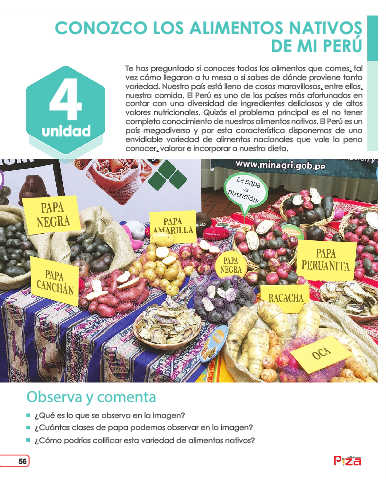 CONOZCO LOS ALIMENTOS NATIVOS
DE MI PERÚ
4
unidad
Te has preguntado si conoces todos los alimentos que comes, tal
vez cómo llegaron a tu mesa o si sabes de dónde proviene tanta
variedad. Nuestro país está lleno de cosas maravillosas, entre ellos,
nuestra comida. El Perú es uno de los países más afortunados en
contar con una diversidad de ingredientes deliciosos y de altos
valores nutricionales. Quizás el problema principal es el no tener
completo conocimiento de nuestros alimentos nativos. El Perú es un
país megadiverso y por esta característica disponemos de una
envidiable variedad de alimentos nacionales que vale la pena
conocer, valorar e incorporar a nuestra dieta.
www.minagri.gob.pe
La papa
es
nutritiva
PAPA
NEGRA
PAPA
AMARILLA
PAPA
CANCHÁN
PAPA
NEGRA
PAPA
PERUANITA
RACACHA
OCA
Observa y comenta
¿Qué es lo que se observa en la imagen?
¿Cuántas clases de papa podemos observar en la imagen?
¿Cómo podrías calificar esta variedad de alimentos nativos?
56
Piza